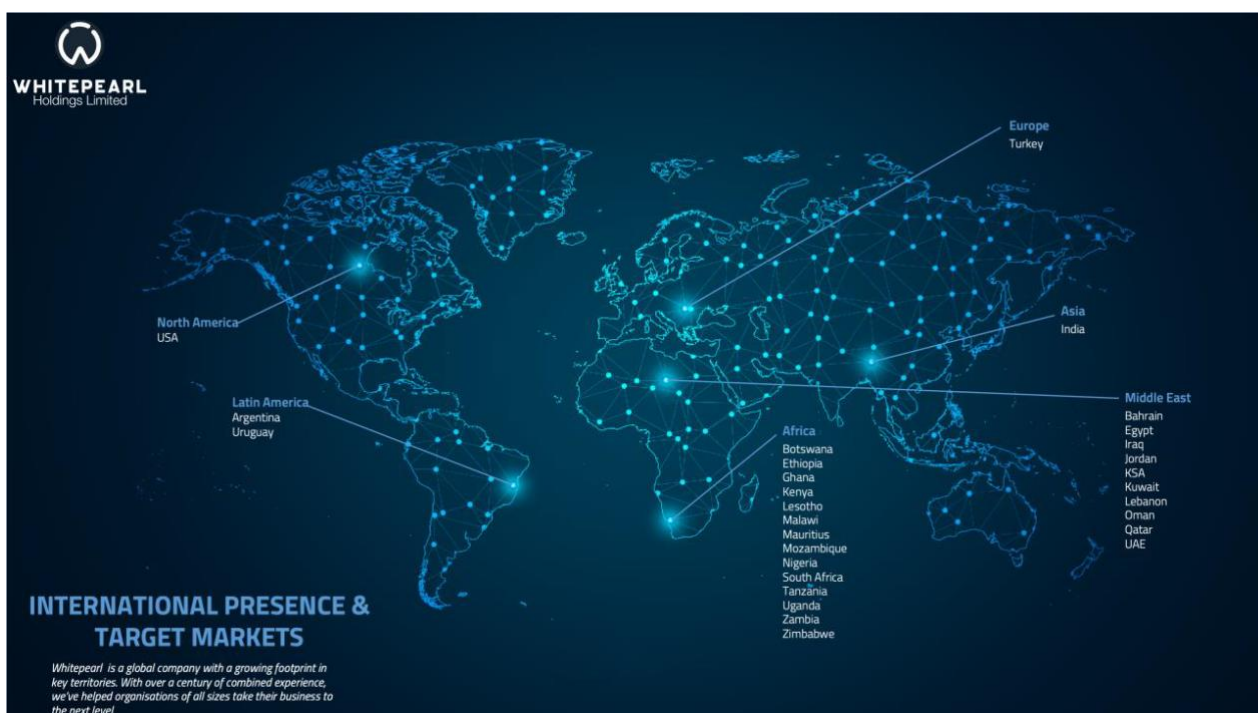 WHITEPEARL
Holdings Limited
Europe
Turkey
North America
USA
Asia
India
Latin America
Argentina
Uruguay
Middle East
Bahrain
Egypt
Iraq
Jordan
KSA
Kuwait
Lebanon
Oman
Qatar
UAE
Africa
Botswana
Ethiopia
Ghana
Kenya
Lesotho
Malawi
Mauritius
Mozambique
Nigeria
South Africa
Tanzania
Uganda
Zambia
Zimbabwe
INTERNATIONAL PRESENCE &
TARGET MARKETS
Whitepearl is a global company with a growing footprint in
key territories. With over a century of combined experience,
we've helped organisations of all sizes take their business to
the next level